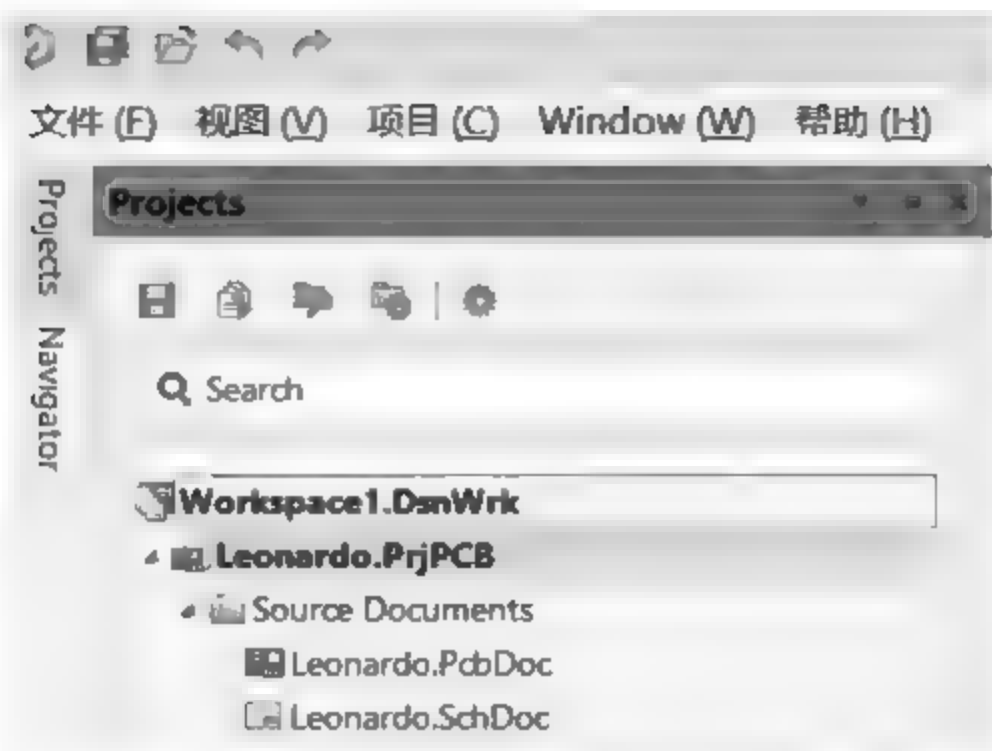 文件 (F) 视图 (V) 项目 (C) Window (W) 帮助 (H)
Projects
Projects
Navigator
Search
Workspace1.DsnWrk
Leonardo.PrjPCB
Source Documents
Leonardo.PcbDoc
Leonardo.SchDoc